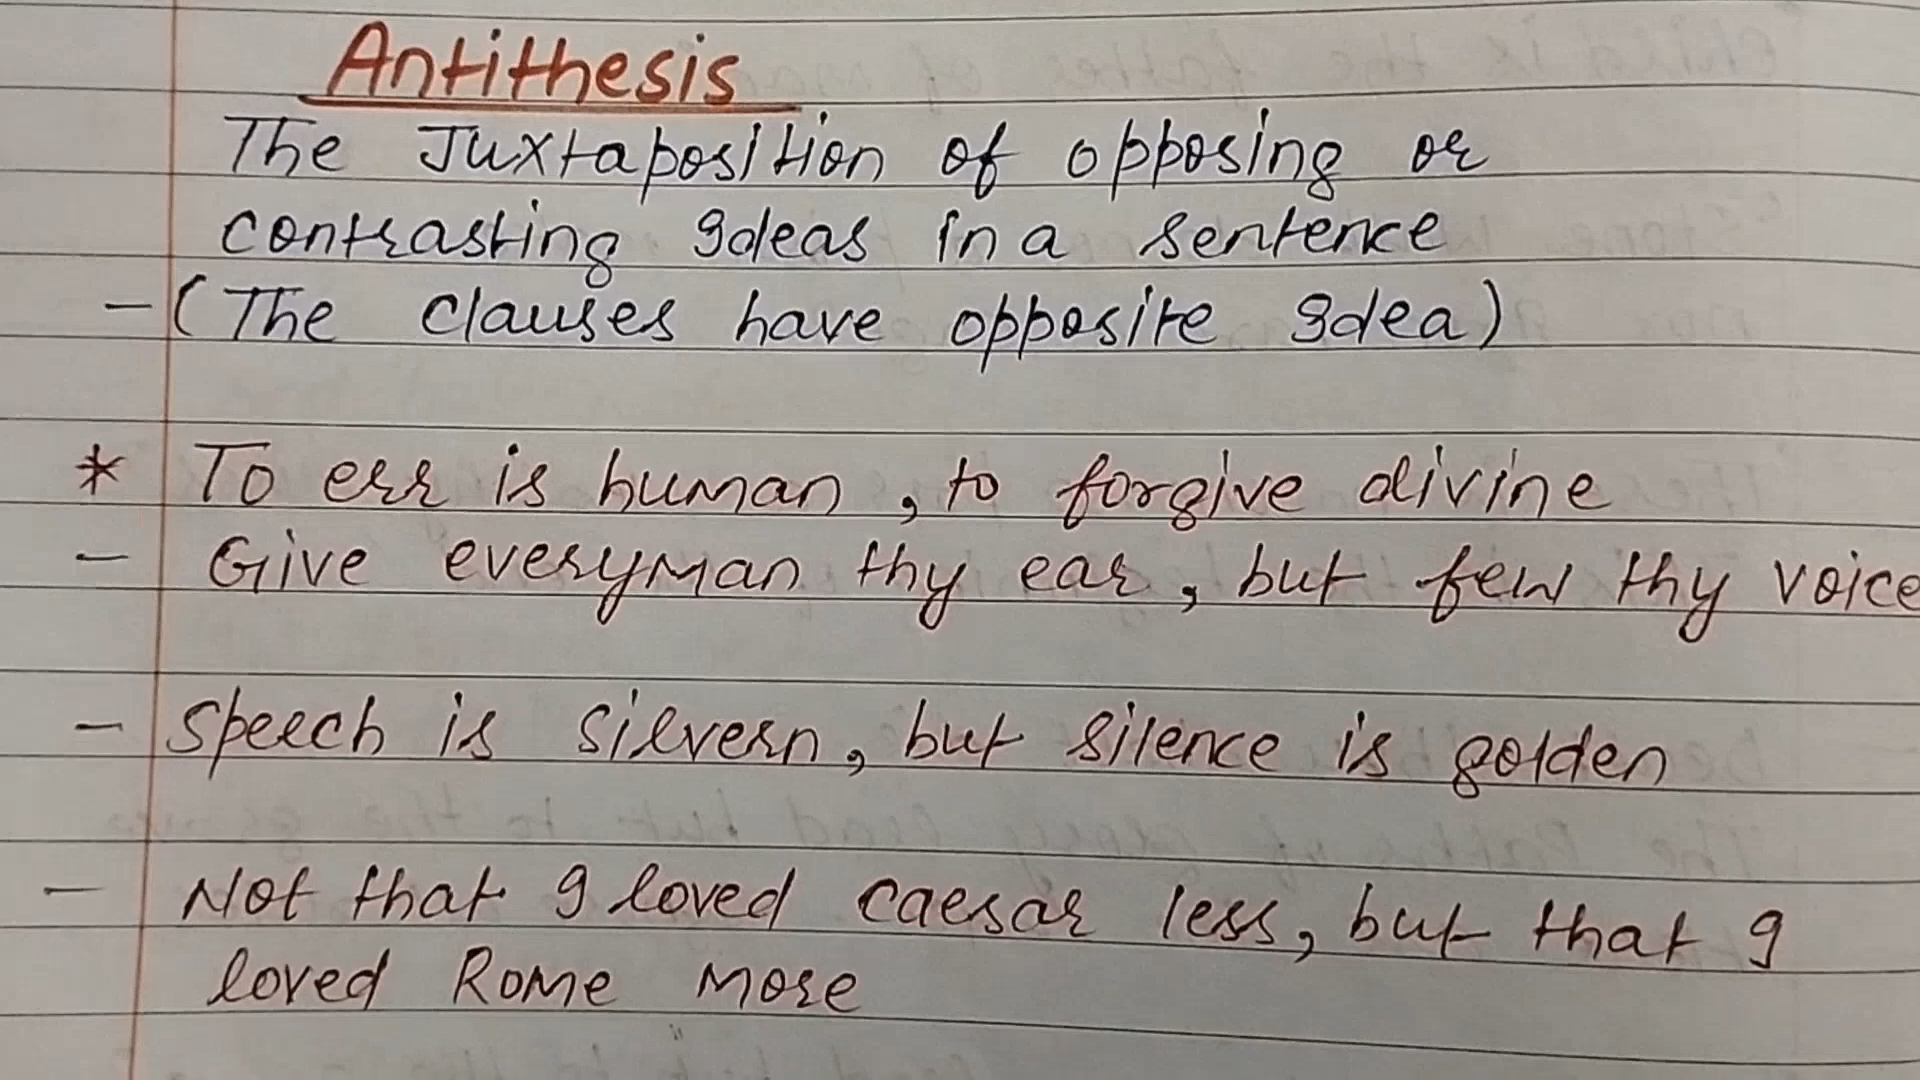 Antithesis
The Juxtaposition of opposing or
contrasting Ideas in a sentence
- (The clauses have opposite Idea)
* To err is human, to forgive divine
- Give everyman thy ear, but few thy voice
- Speech is silvern, but silence is golden
- Not that I loved caesar less, but that I
loved Rome more